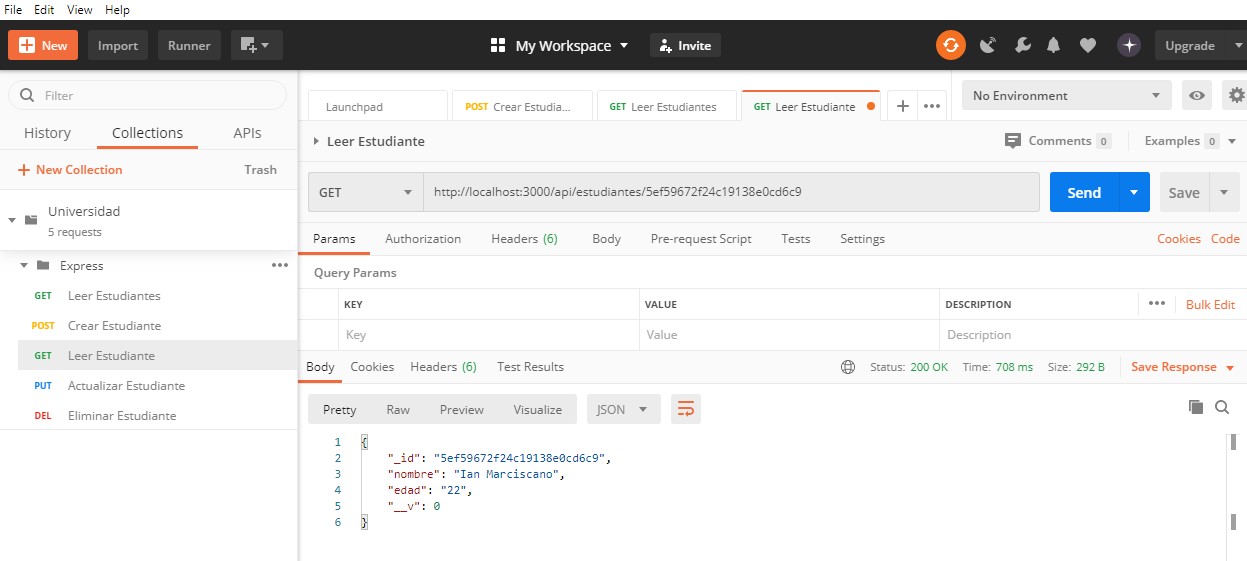 File Edit View Help
New Import Runner My Workspace Invite Upgrade
Filter
History Collections APIs
New Collection Trash
Universidad
5 requests
Express
GET Leer Estudiantes
POST Crear Estudiante
GET Leer Estudiante
PUT Actualizar Estudiante
DEL Eliminar Estudiante
Launchpad POST Crear Estudia... GET Leer Estudiantes GET Leer Estudiante No Environment
Leer Estudiante Comments 0 Examples 0
GET http://localhost:3000/api/estudiantes/5ef59672f24c19138e0cd6c9 Send Save
Params Authorization Headers (6) Body Pre-request Script Tests Settings Cookies Code
Query Params
KEY VALUE DESCRIPTION Bulk Edit
Key Value Description
Body Cookies Headers (6) Test Results Status: 200 OK Time: 708 ms Size: 292 B Save Response
Pretty Raw Preview Visualize JSON
1 {
2 "_id": "5ef59672f24c19138e0cd6c9",
3 "nombre": "Ian Marciscano",
4 "edad": "22",
5 "__v": 0
6 }